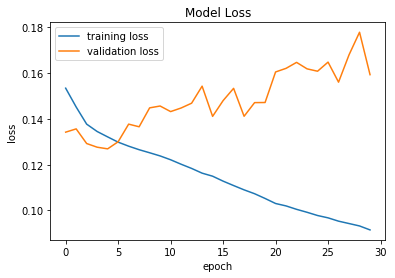 Model Loss
training loss
validation loss
0.18
0.16
0.14
0.12
0.10
loss
0 5 10 15 20 25 30
epoch